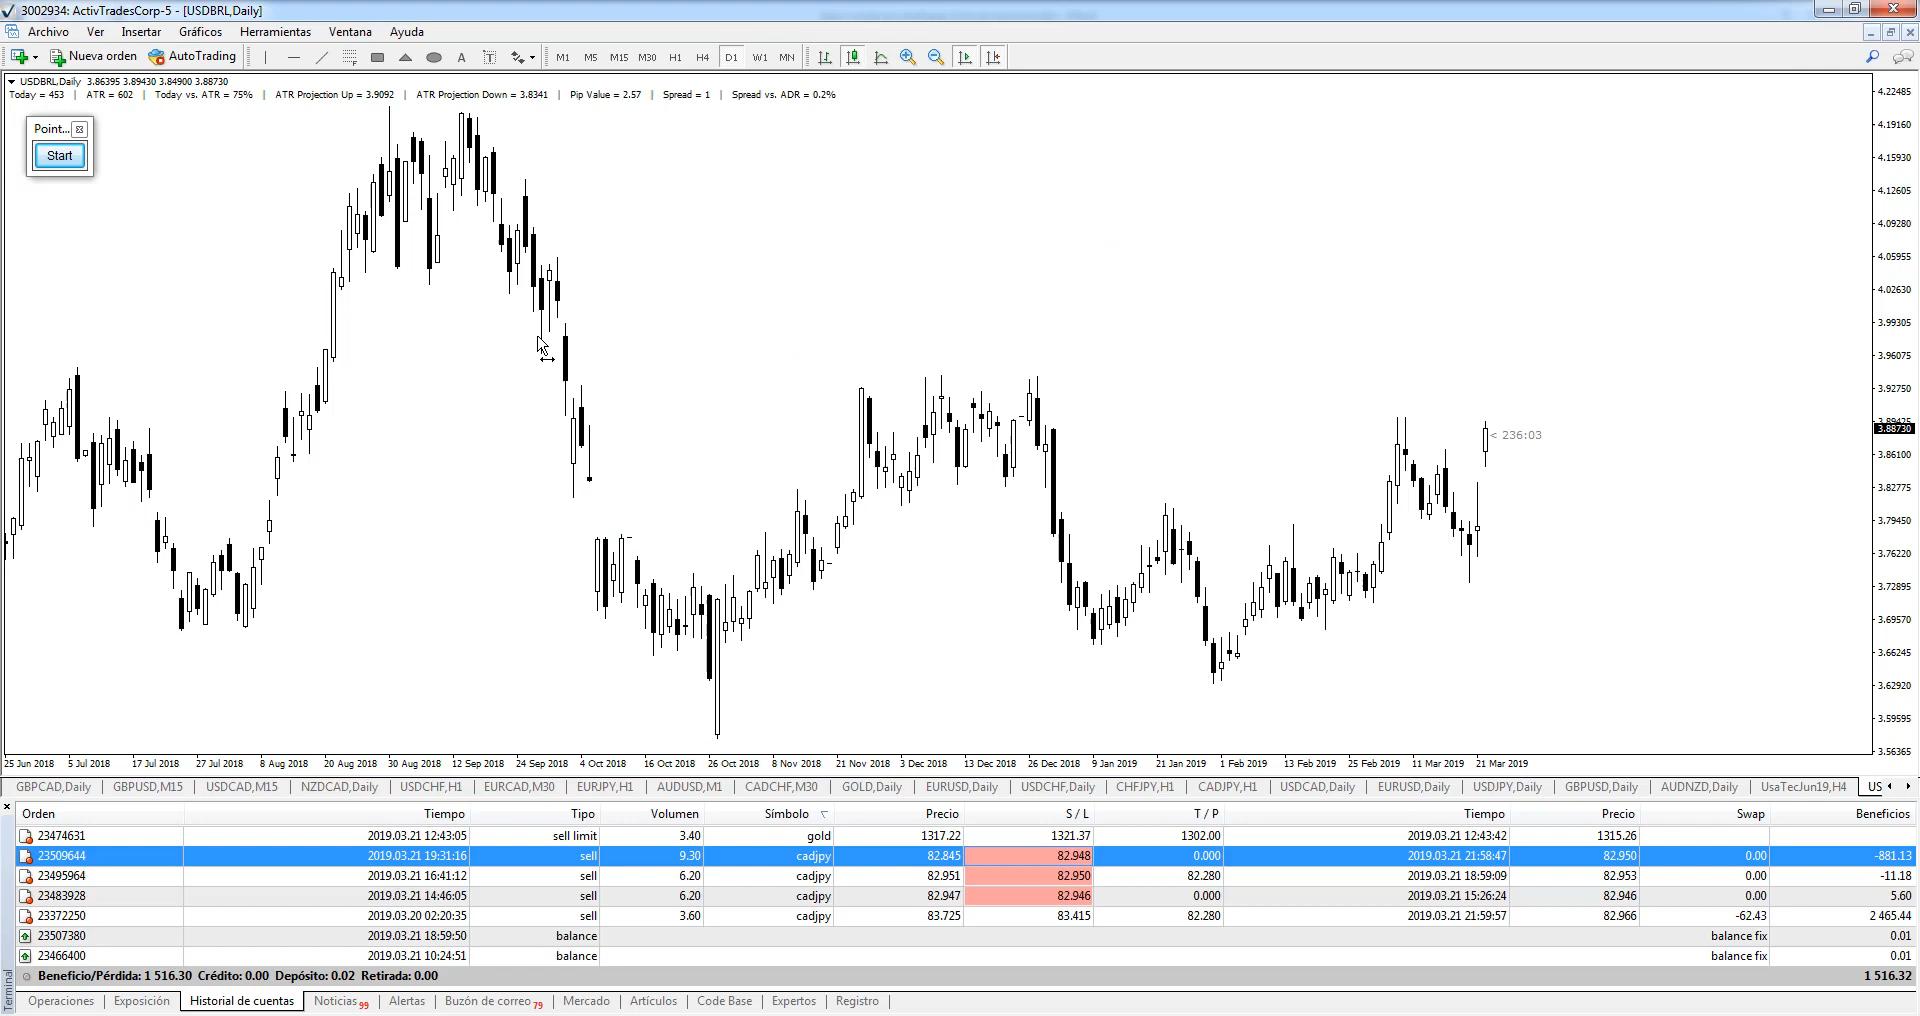 3002934: ActivTradesCorp-5 - [USDBRL,Daily]
Archivo Ver Insertar Gráficos Herramientas Ventana Ayuda
Nueva orden AutoTrading A T M1 M5 M15 M30 H1 H4 D1 W1 MN
USDBRL,Daily 3.86395 3.89430 3.84900 3.88730
Today = 453 | ATR = 602 | Today vs. ATR = 75% | ATR Projection Up = 3.9092 | ATR Projection Down = 3.8341 | Pip Value = 2.57 | Spread = 1 | Spread vs. ADR = 0.2%
Point...
Start
4.22485
4.19160
4.15930
4.12605
4.09280
4.05955
4.02630
3.99305
3.96075
3.92750
3.89425
3.88730
< 236:03
3.86100
3.82775
3.79450
3.76220
3.72895
3.69570
3.66245
3.62920
3.59595
3.56365
25 Jun 2018 5 Jul 2018 17 Jul 2018 27 Jul 2018 8 Aug 2018 20 Aug 2018 30 Aug 2018 12 Sep 2018 24 Sep 2018 4 Oct 2018 16 Oct 2018 26 Oct 2018 8 Nov 2018 21 Nov 2018 3 Dec 2018 13 Dec 2018 26 Dec 2018 9 Jan 2019 21 Jan 2019 1 Feb 2019 13 Feb 2019 25 Feb 2019 11 Mar 2019 21 Mar 2019
GBPCAD,Daily GBPUSD,M15 USDCAD,M15 NZDCAD,Daily USDCHF,H1 EURCAD,M30 EURJPY,H1 AUDUSD,M1 CADCHF,M30 GOLD,Daily EURUSD,Daily USDCHF,Daily CHFJPY,H1 CADJPY,H1 USDCAD,Daily EURUSD,Daily USDJPY,Daily GBPUSD,Daily AUDNZD,Daily UsaTecJun19,H4 US
Orden Tiempo Tipo Volumen Símbolo Precio S / L T / P Tiempo Precio Swap Beneficios
23474631 2019.03.21 12:43:05 sell limit 3.40 gold 1317.22 1321.37 1302.00 2019.03.21 12:43:42 1315.26
23509644 2019.03.21 19:31:16 sell 9.30 cadjpy 82.845 82.948 0.000 2019.03.21 21:58:47 82.950 0.00 -881.13
23495964 2019.03.21 16:41:12 sell 6.20 cadjpy 82.951 82.950 82.280 2019.03.21 18:59:09 82.953 0.00 -11.18
23483928 2019.03.21 14:46:05 sell 6.20 cadjpy 82.947 82.946 0.000 2019.03.21 15:26:24 82.946 0.00 5.60
23372250 2019.03.20 02:20:35 sell 3.60 cadjpy 83.725 83.415 82.280 2019.03.21 21:59:57 82.966 -62.43 2 465.44
23507380 2019.03.21 18:59:50 balance balance fix 0.01
23466400 2019.03.21 10:24:51 balance balance fix 0.01
Beneficio/Pérdida: 1 516.30 Crédito: 0.00 Depósito: 0.02 Retirada: 0.00 1 516.32
Terminal
Operaciones | Exposición | Historial de cuentas | Noticias 99 | Alertas | Buzón de correo 79 | Mercado | Artículos | Code Base | Expertos | Registro |